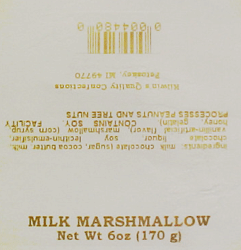 MILK MARSHMALLOW
Net Wt 6oz (170 g)
Ingredients: milk chocolate (sugar, cocoa butter, milk,
chocolate liquor, soy lecithin-emulsifier,
vanillin-artificial flavor), marshmallow (corn syrup,
honey, gelatin) CONTAINS SOY. FACILITY
PROCESSES PEANUTS AND TREE NUTS
Kilwin's Quality Confections
Petoskey, MI 49770